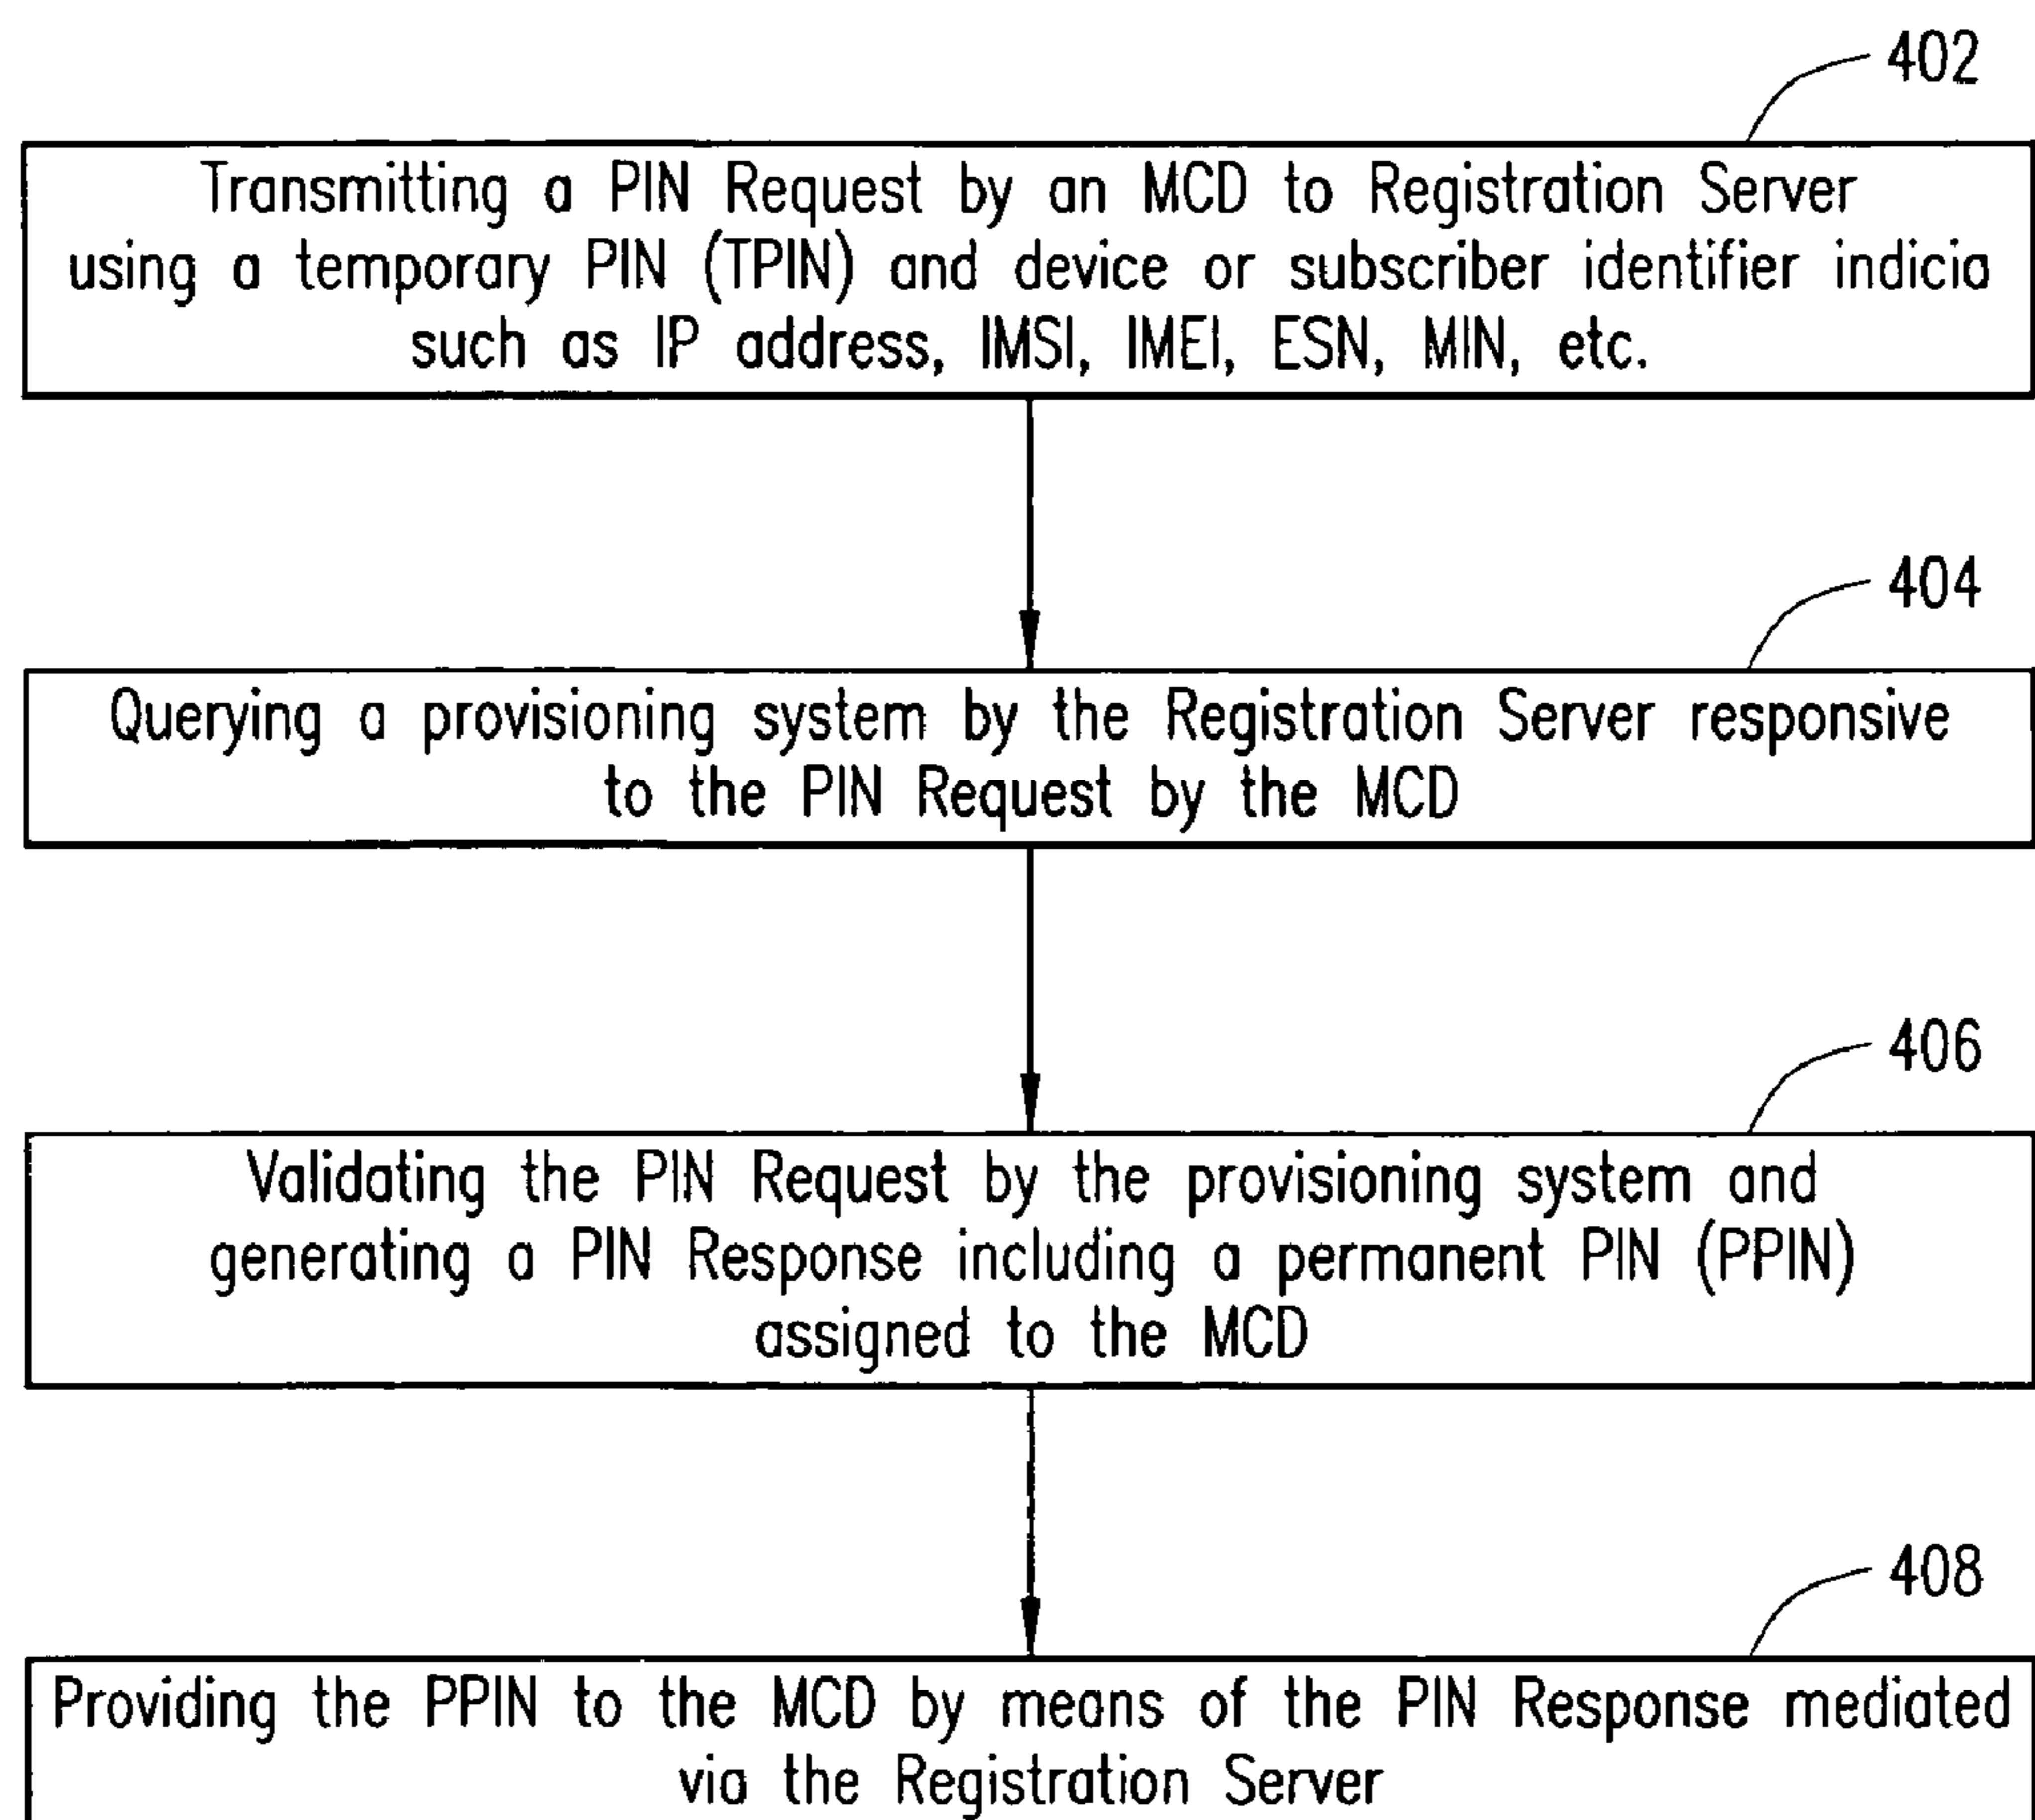 402
Transmitting a PIN Request by an MCD to Registration Server
using a temporary PIN (TPIN) and device or subscriber identifier indicia
such as IP address, IMSI, IMEI, ESN, MIN, etc.
404
Querying a provisioning system by the Registration Server responsive
to the PIN Request by the MCD
406
Validating the PIN Request by the provisioning system and
generating a PIN Response including a permanent PIN (PPIN)
assigned to the MCD
408
Providing the PPIN to the MCD by means of the PIN Response mediated
via the Registration Server